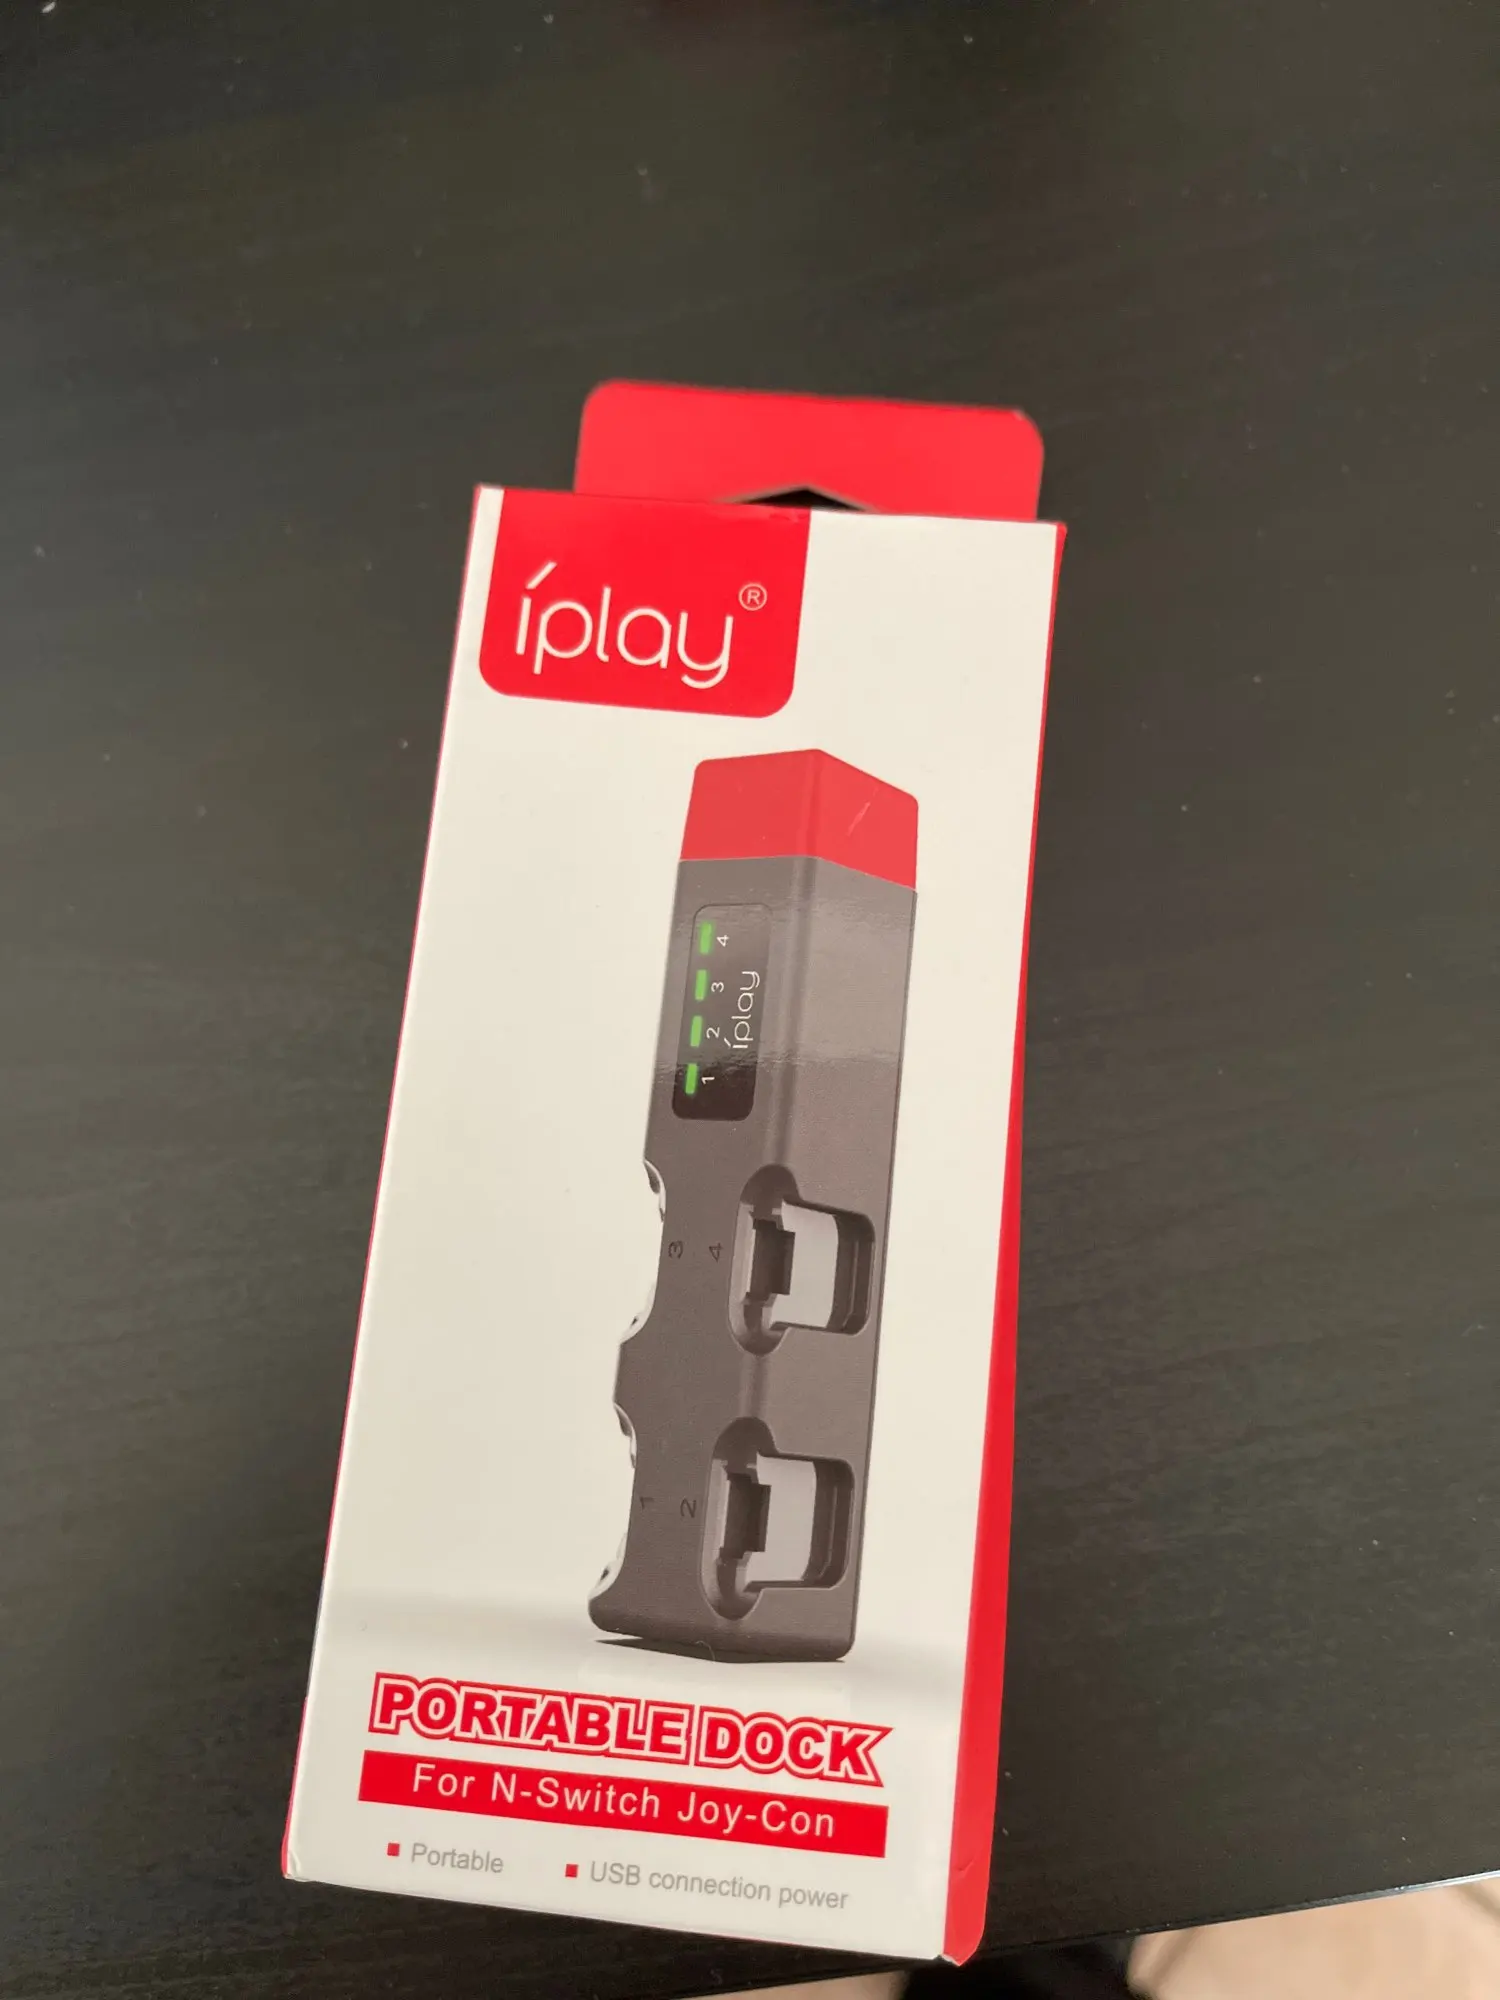 íplay®
4
3
2
1
íplay
3 4
1 2
PORTABLE DOCK
For N-Switch Joy-Con
Portable
USB connection power